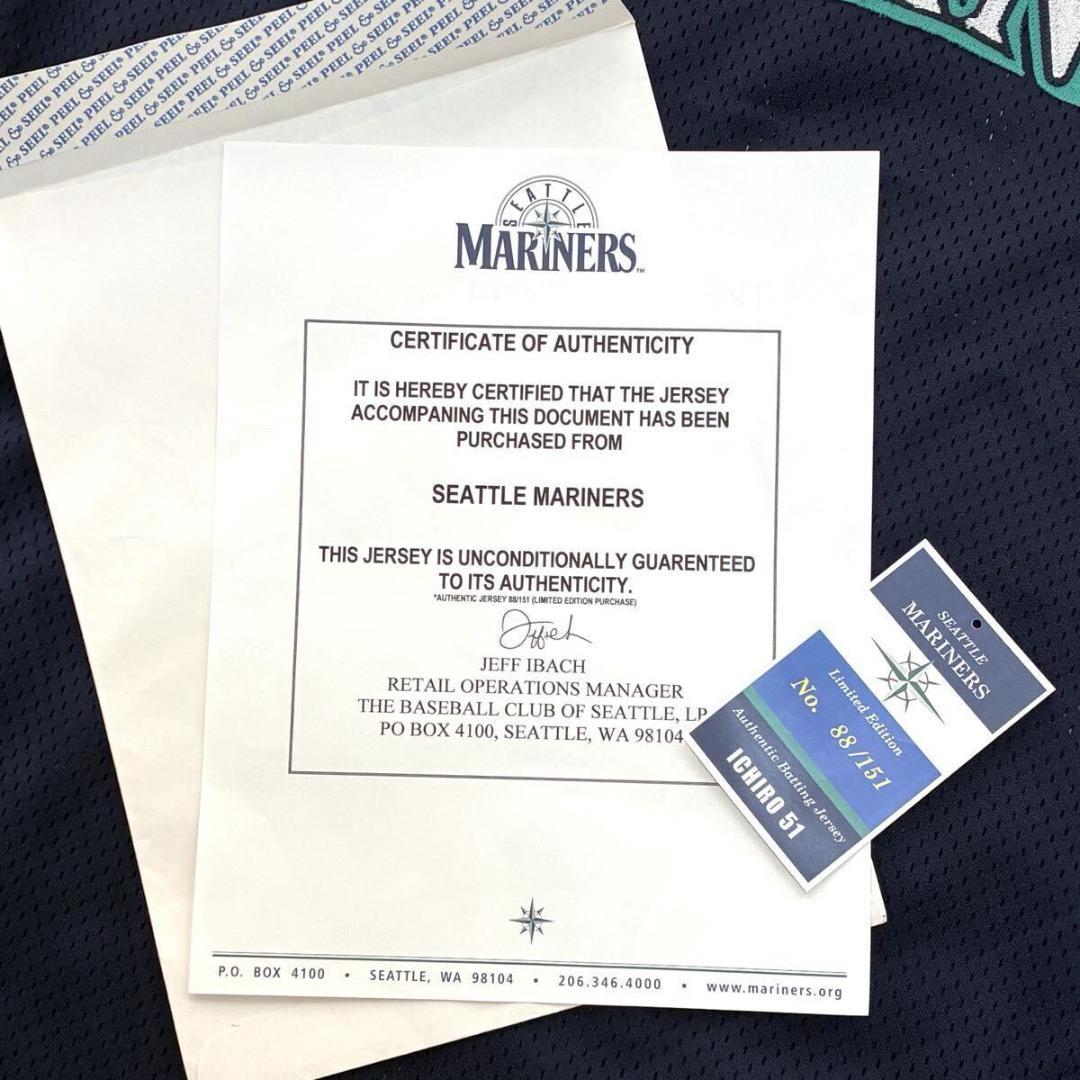 PEEL & SEEL® PEEL & SEEL® PEEL & SEEL®
SEATTLE
MARINERS™
CERTIFICATE OF AUTHENTICITY
IT IS HEREBY CERTIFIED THAT THE JERSEY
ACCOMPANING THIS DOCUMENT HAS BEEN
PURCHASED FROM
SEATTLE MARINERS
THIS JERSEY IS UNCONDITIONALLY GUARENTEED
TO ITS AUTHENTICITY.
*AUTHENTIC JERSEY 88/151 (LIMITED EDITION PURCHASE)
JEFF IBACH
RETAIL OPERATIONS MANAGER
THE BASEBALL CLUB OF SEATTLE, LP
PO BOX 4100, SEATTLE, WA 98104
SEATTLE
MARINERS
Limited Edition
No. 88/151
Authentic Batting Jersey
ICHIRO 51
P.O. BOX 4100 • SEATTLE, WA 98104 • 206.346.4000 • www.mariners.org